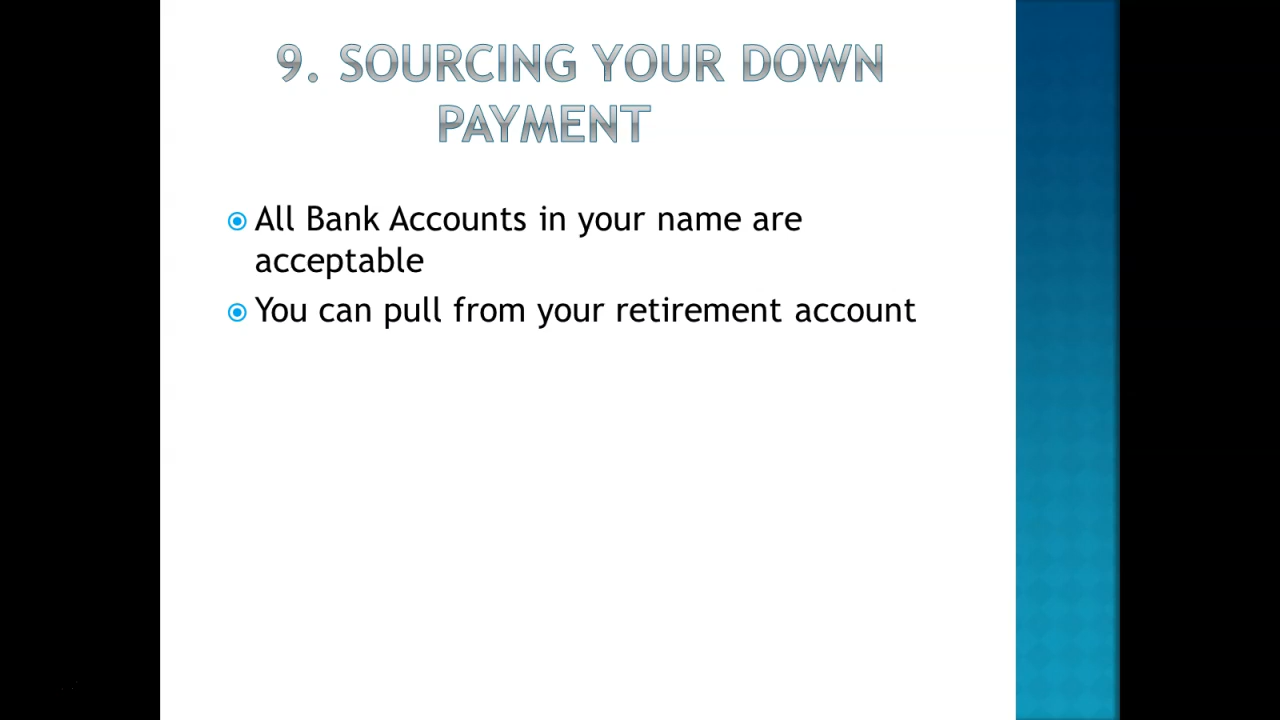 9. SOURCING YOUR DOWN
PAYMENT
All Bank Accounts in your name are
acceptable
You can pull from your retirement account